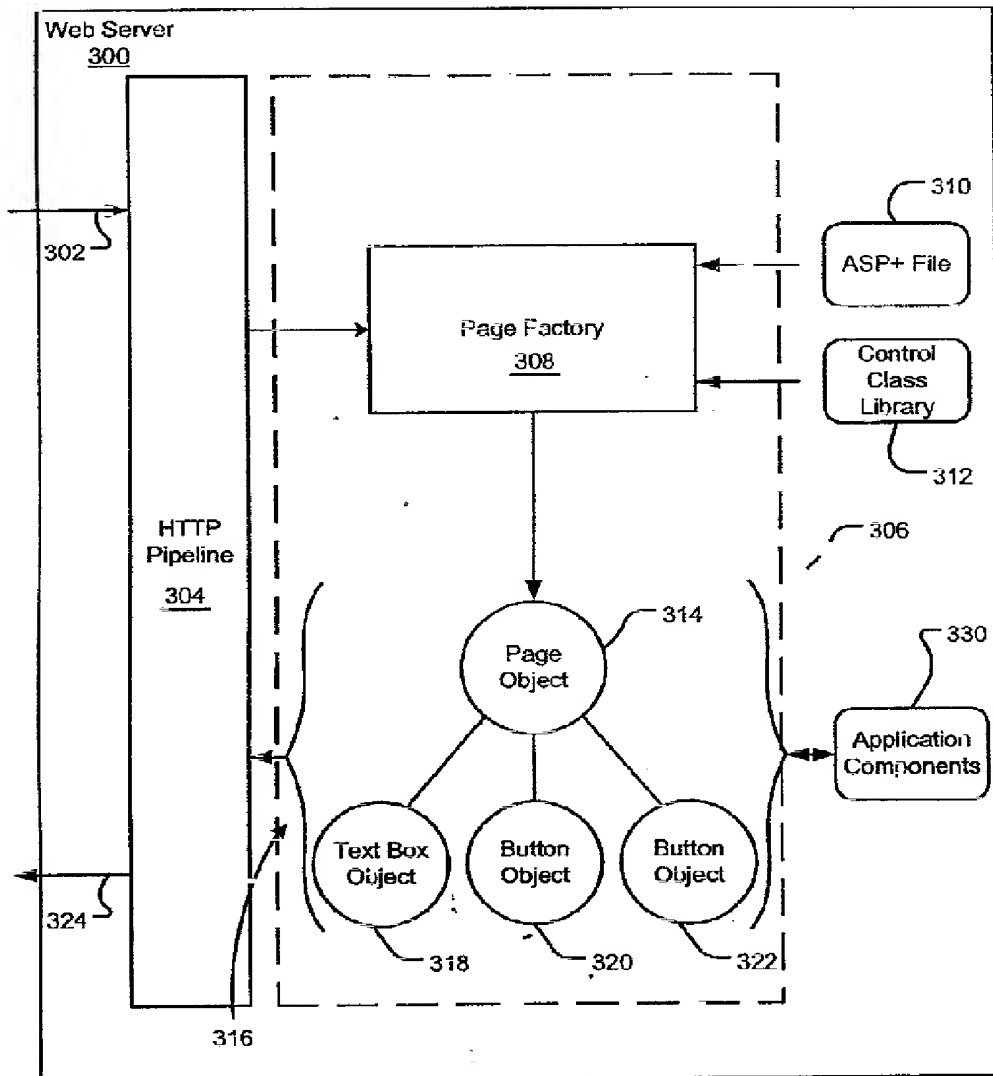 Web Server
300
310
302
ASP+ File
Page Factory
308
Control
Class
Library
312
HTTP
Pipeline
304
306
314
330
Page
Object
Application
Components
Text Box
Object
Button
Object
Button
Object
324
318
320
322
316